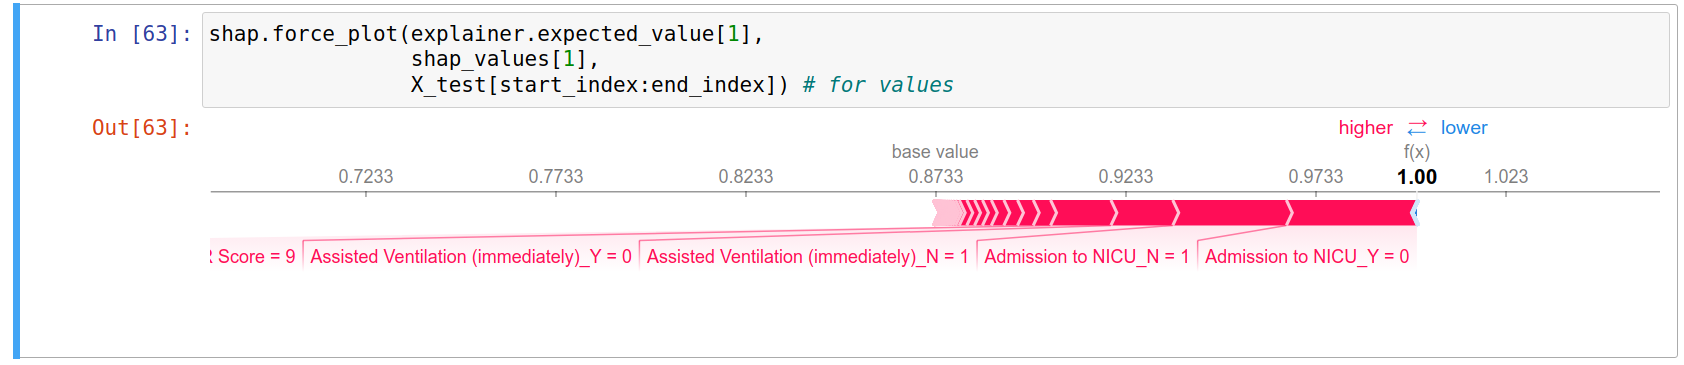 In [63]: shap.force_plot(explainer.expected_value[1],
shap_values[1],
X_test[start_index:end_index]) # for values
Out[63]:
higher ⇄ lower
base value f(x)
0.7233 0.7733 0.8233 0.8733 0.9233 0.9733 1.00 1.023
Score = 9 Assisted Ventilation (immediately)_Y = 0 Assisted Ventilation (immediately)_N = 1 Admission to NICU_N = 1 Admission to NICU_Y = 0